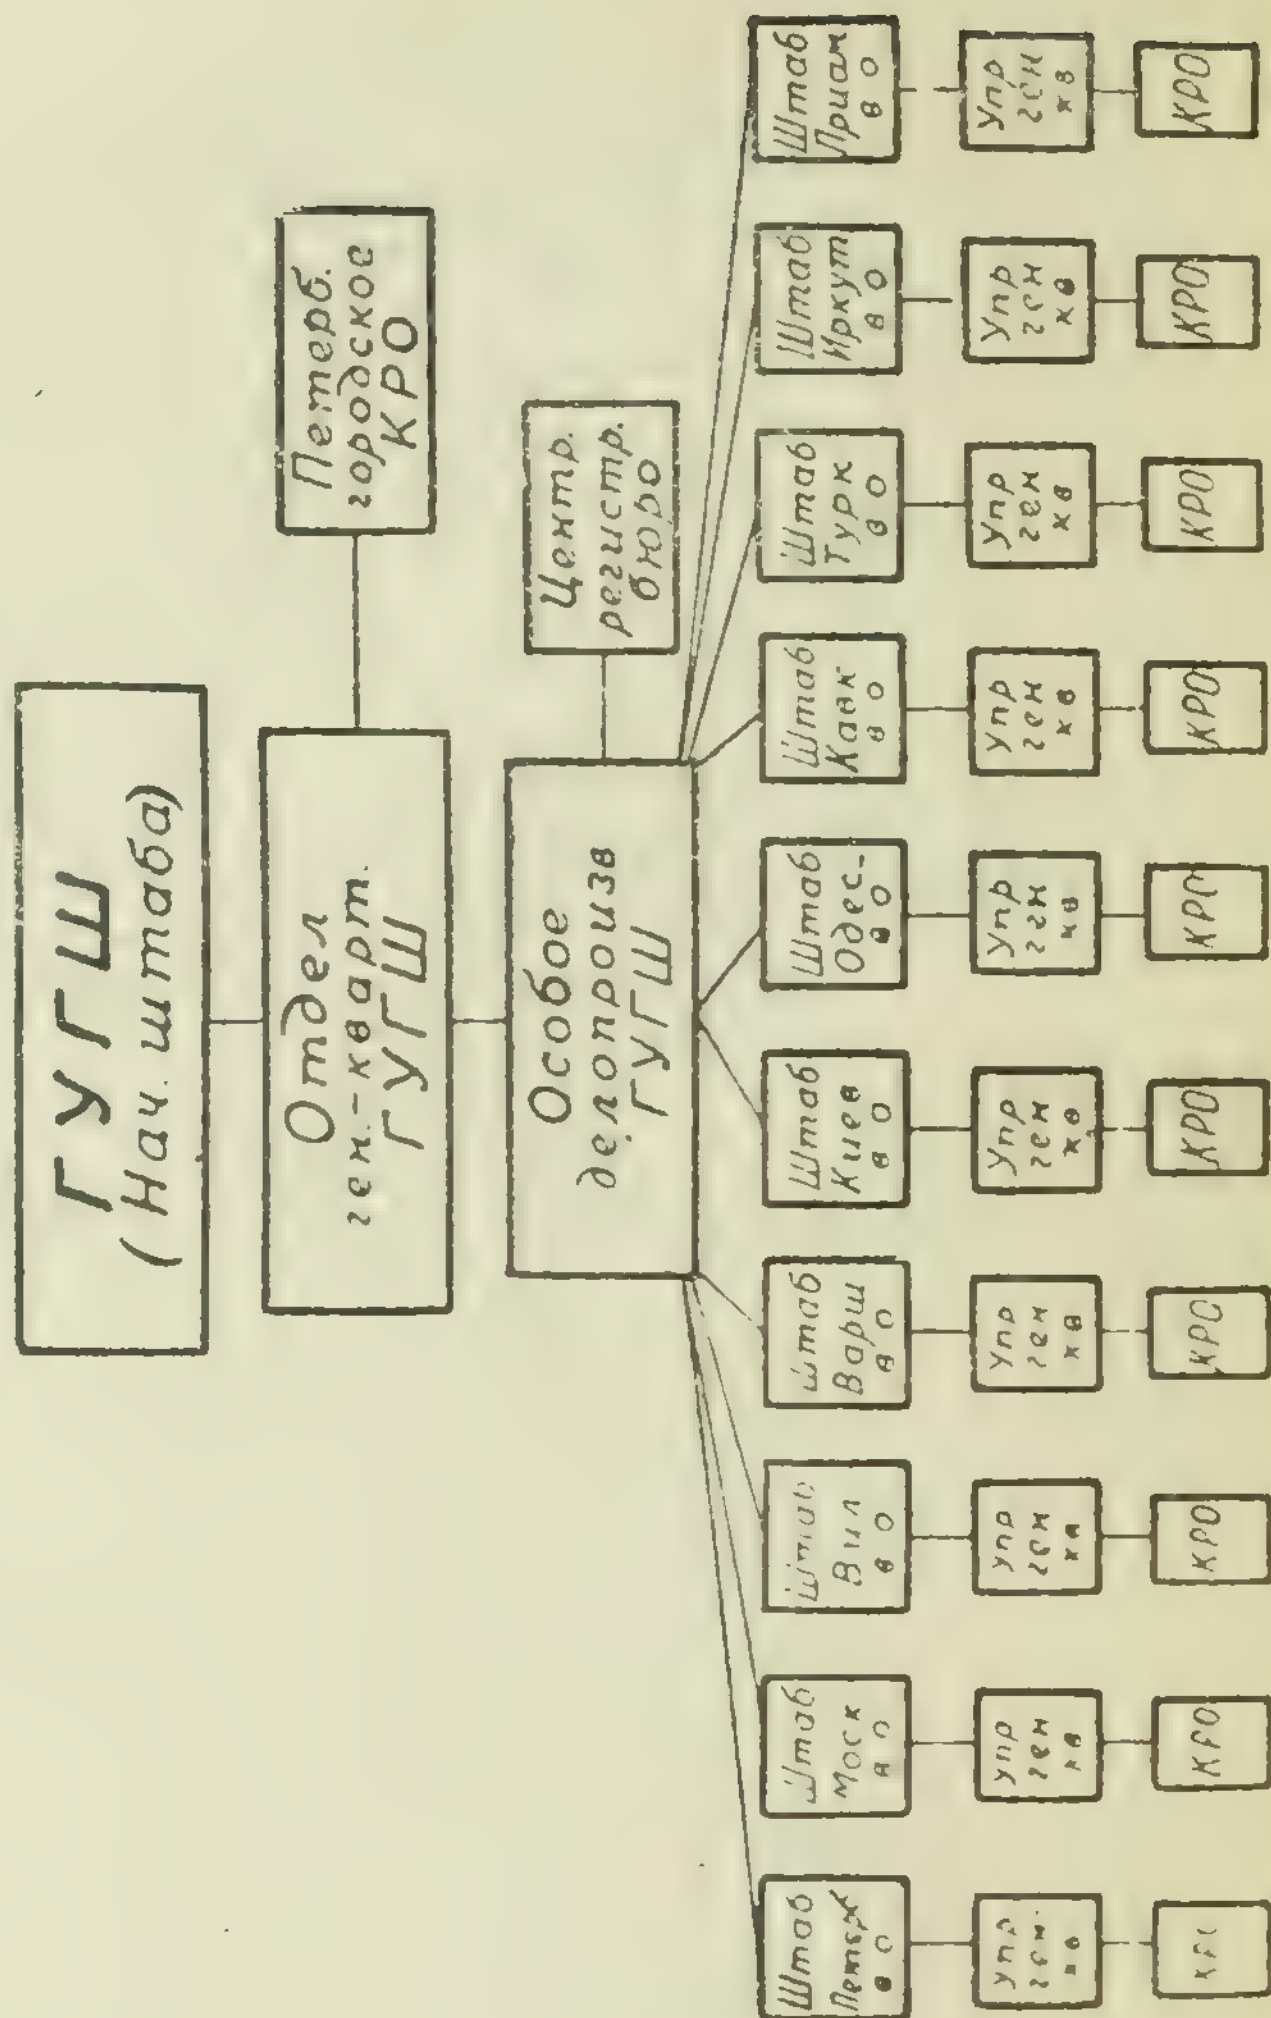 ГУГШ
(Нач. штаба)
Отдел
ген.-кварт.
ГУГШ
Петерб.
городское
КРО
Особое
делопроизв
ГУГШ
Центр.
регистр.
бюро
Штаб
в о
Штаб
Моск
в о
Штаб
Вил
в о
Штаб
Варш
в о
Штаб
Киев
в о
Штаб
Одес-
в о
Штаб
Кавк
в о
Штаб
Турк
в о
Штаб
Иркут
в о
Штаб
Приам
в о
Упр
ген.
кв
Упр
ген
кв
Упр
ген
кв
Упр
ген
кв
Упр
ген
кв
Упр
ген
кв
Упр
ген
кв
Упр
ген
кв
Упр
ген
кв
Упр
ген
кв
КРО
КРО
КРО
КРО
КРО
КРО
КРО
КРО
КРО
КРО